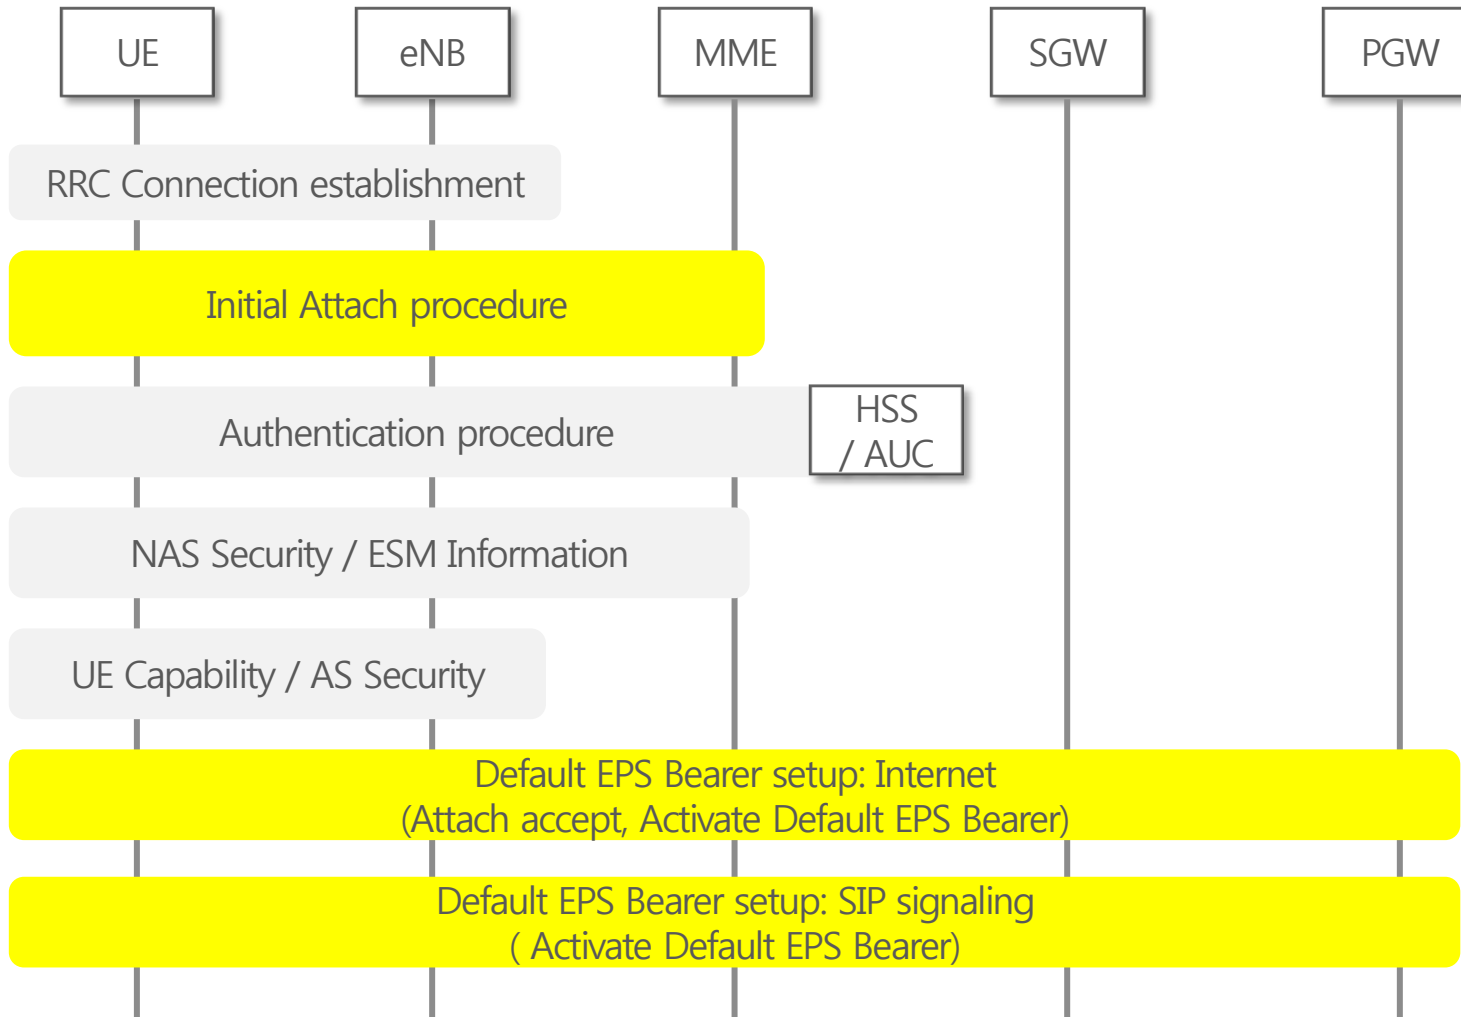 UE
eNB
MME
SGW
PGW
RRC Connection establishment
Initial Attach procedure
Authentication procedure
HSS
/ AUC
NAS Security / ESM Information
UE Capability / AS Security
Default EPS Bearer setup: Internet
(Attach accept, Activate Default EPS Bearer)
Default EPS Bearer setup: SIP signaling
( Activate Default EPS Bearer)